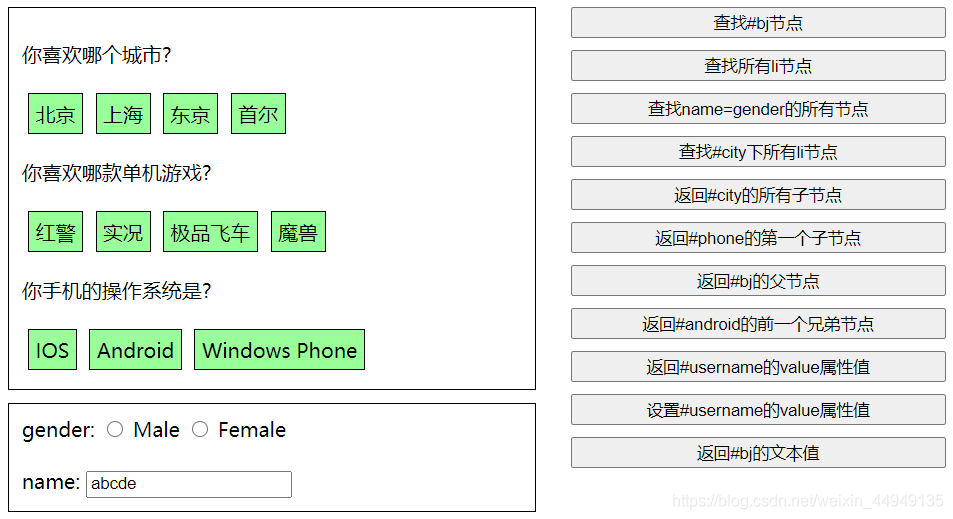 你喜欢哪个城市?
北京 上海 东京 首尔
你喜欢哪款单机游戏?
红警 实况 极品飞车 魔兽
你手机的操作系统是?
IOS Android Windows Phone
gender: Male Female
name: abcde
查找#bj节点
查找所有li节点
查找name=gender的所有节点
查找#city下所有li节点
返回#city的所有子节点
返回#phone的第一个子节点
返回#bj的父节点
返回#android的前一个兄弟节点
返回#username的value属性值
设置#username的value属性值
返回#bj的文本值
https://blog.csdn.net/weixin_44949135